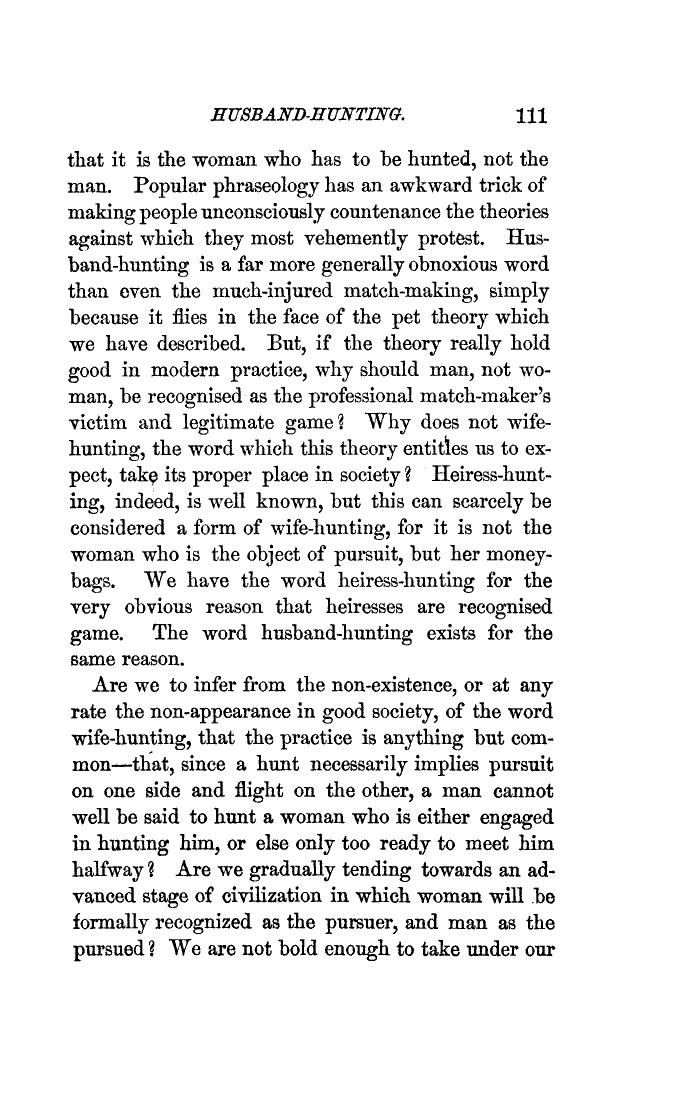 HUSBAND-HUNTING. 111
that it is the woman who has to be hunted, not the
man. Popular phraseology has an awkward trick of
making people unconsciously countenance the theories
against which they most vehemently protest. Hus-
band-hunting is a far more generally obnoxious word
than even the much-injured match-making, simply
because it flies in the face of the pet theory which
we have described. But, if the theory really hold
good in modern practice, why should man, not wo-
man, be recognised as the professional match-maker's
victim and legitimate game? Why does not wife-
hunting, the word which this theory entitles us to ex-
pect, take its proper place in society? Heiress-hunt-
ing, indeed, is well known, but this can scarcely be
considered a form of wife-hunting, for it is not the
woman who is the object of pursuit, but her money-
bags. We have the word heiress-hunting for the
very obvious reason that heiresses are recognised
game. The word husband-hunting exists for the
same reason.
Are we to infer from the non-existence, or at any
rate the non-appearance in good society, of the word
wife-hunting, that the practice is anything but com-
mon—that, since a hunt necessarily implies pursuit
on one side and flight on the other, a man cannot
well be said to hunt a woman who is either engaged
in hunting him, or else only too ready to meet him
halfway? Are we gradually tending towards an ad-
vanced stage of civilization in which woman will be
formally recognized as the pursuer, and man as the
pursued? We are not bold enough to take under our